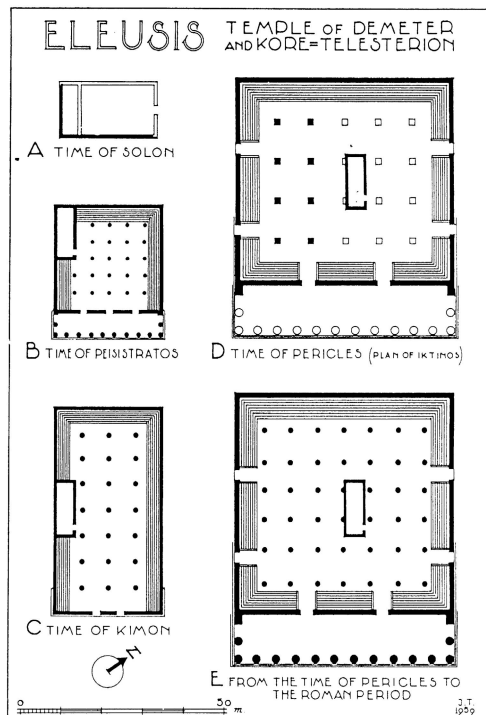 ELEUSIS
TEMPLE OF DEMETER
AND KORE=TELESTERION
A TIME OF SOLON
B TIME OF PEISISTRATOS
D TIME OF PERICLES (PLAN OF IKTINOS)
C TIME OF KIMON
N
E FROM THE TIME OF PERICLES TO
THE ROMAN PERIOD
0 50 m.
J.T.
1959